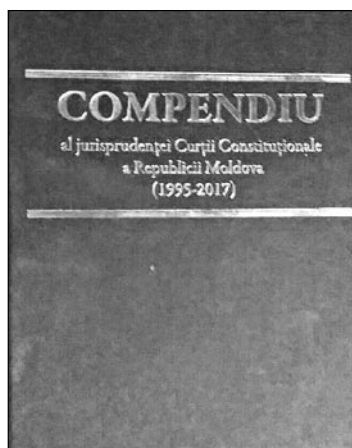 COMPENDIU
al jurisprudenței Curții Constituționale
a Republicii Moldova
(1995-2017)